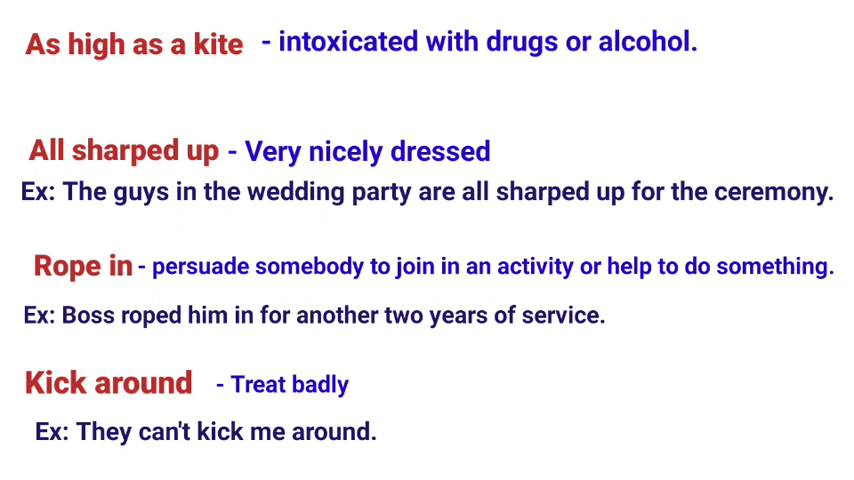 As high as a kite - intoxicated with drugs or alcohol.
All sharped up - Very nicely dressed
Ex: The guys in the wedding party are all sharped up for the ceremony.
Rope in - persuade somebody to join in an activity or help to do something.
Ex: Boss roped him in for another two years of service.
Kick around - Treat badly
Ex: They can't kick me around.